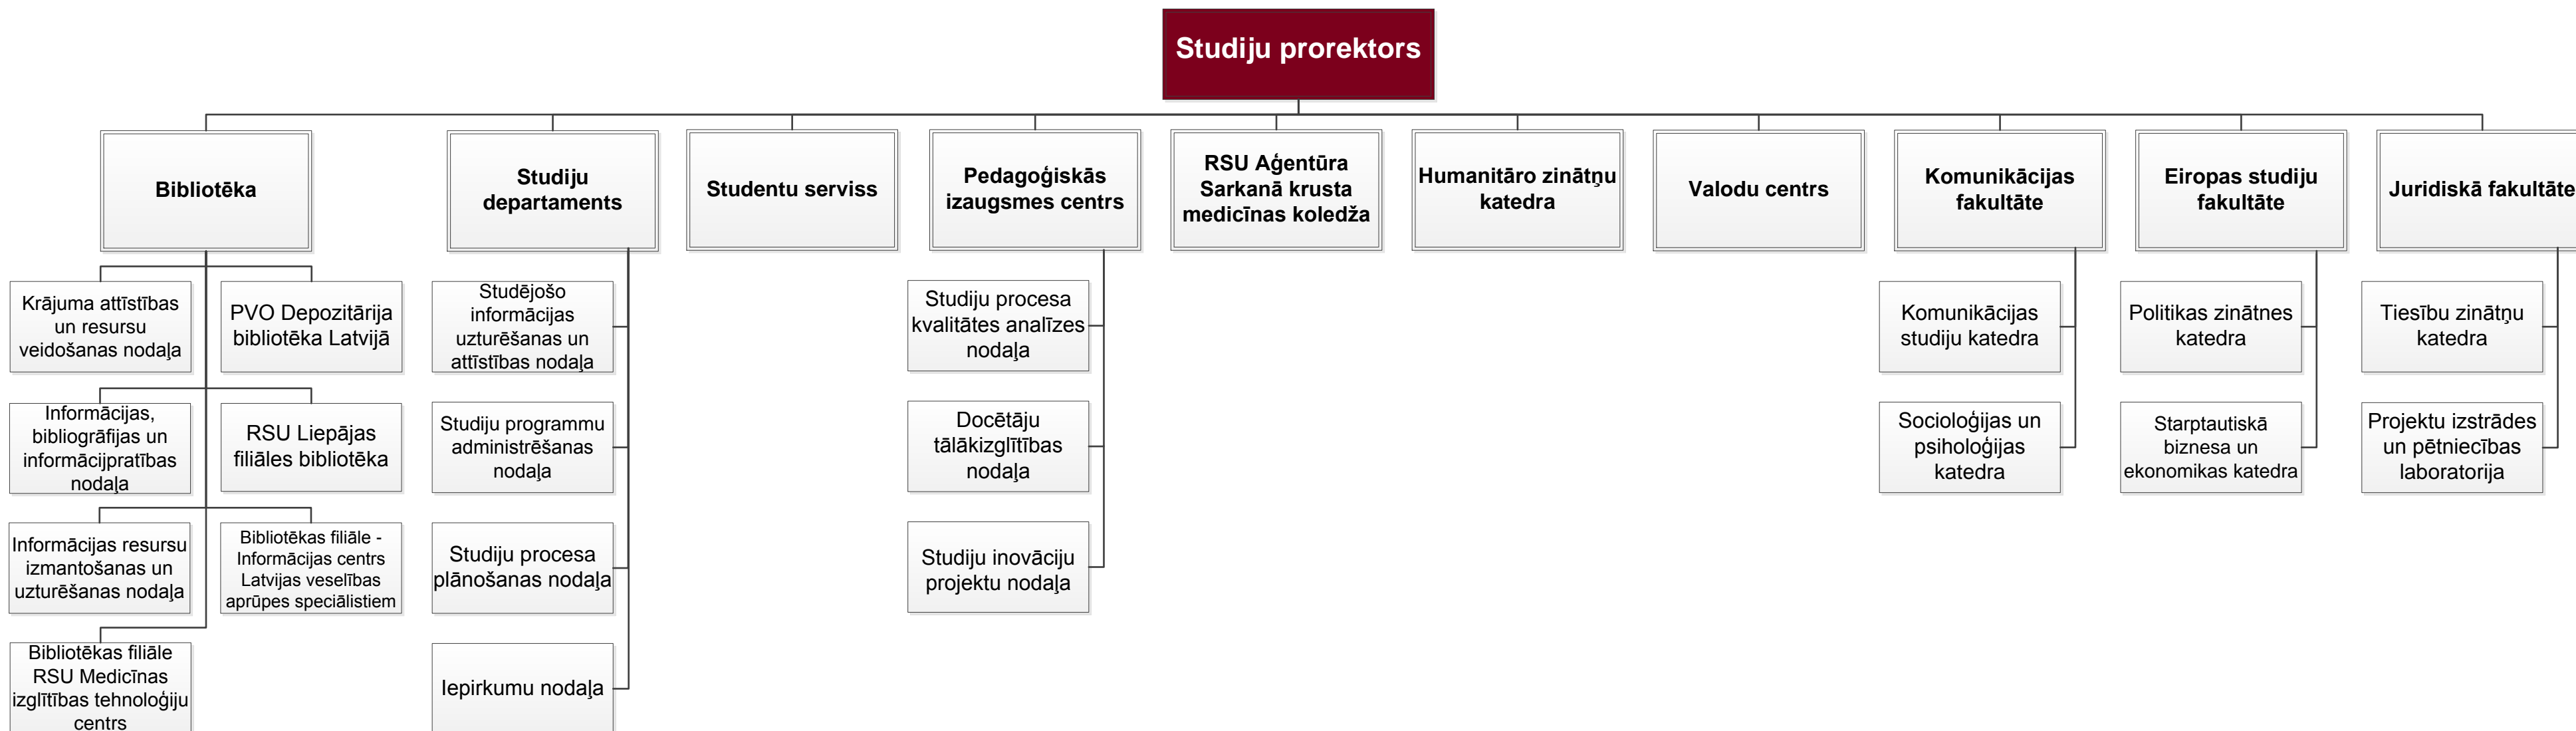 Studiju prorektors
Bibliotēka
Studiju
departaments
Studentu serviss
Pedagoģiskās
izaugsmes centrs
RSU Aģentūra
Sarkanā krusta
medicīnas koledža
Humanitāro zinātņu
katedra
Valodu centrs
Komunikācijas
fakultāte
Eiropas studiju
fakultāte
Juridiskā fakultāte
Krājuma attīstības
un resursu
veidošanas nodaļa
PVO Depozitārija
bibliotēka Latvijā
Informācijas,
bibliogrāfijas un
informācijpratības
nodaļa
RSU Liepājas
filiāles bibliotēka
Informācijas resursu
izmantošanas un
uzturēšanas nodaļa
Bibliotēkas filiāle -
Informācijas centrs
Latvijas veselības
aprūpes speciālistiem
Bibliotēkas filiāle
RSU Medicīnas
izglītības tehnoloģiju
centrs
Studējošo
informācijas
uzturēšanas un
attīstības nodaļa
Studiju programmu
administrēšanas
nodaļa
Studiju procesa
plānošanas nodaļa
Iepirkumu nodaļa
Studiju procesa
kvalitātes analīzes
nodaļa
Docētāju
tālākizglītības
nodaļa
Studiju inovāciju
projektu nodaļa
Komunikācijas
studiju katedra
Socioloģijas un
psiholoģijas
katedra
Politikas zinātnes
katedra
Starptautiskā
biznesa un
ekonomikas katedra
Tiesību zinātņu
katedra
Projektu izstrādes
un pētniecības
laboratorija